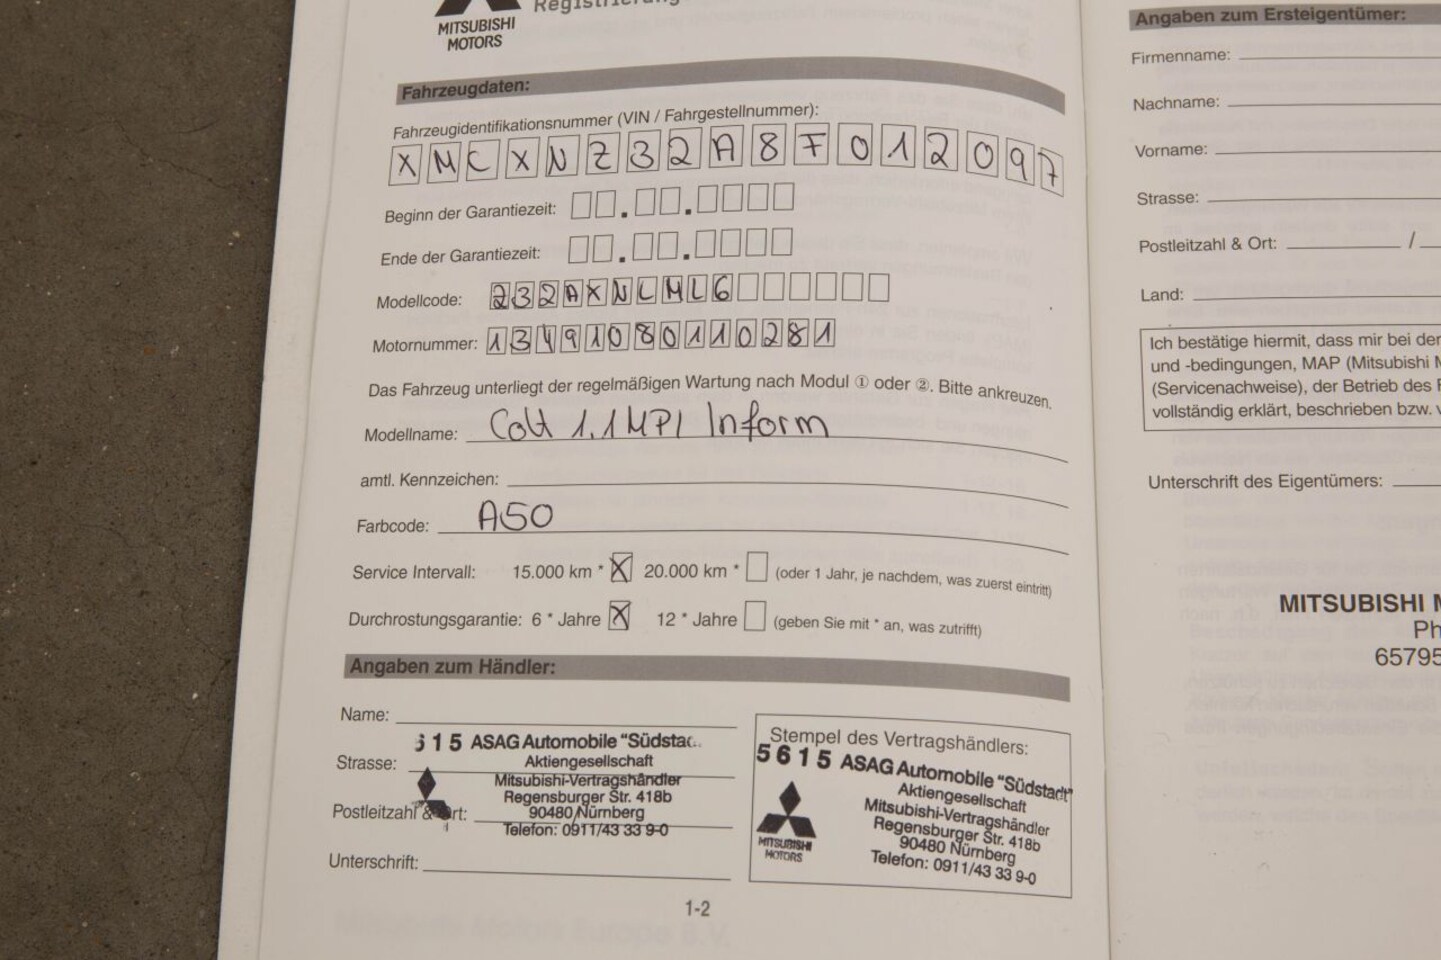 MITSUBISHI
MOTORS
Fahrzeugdaten:
Fahrzeugidentifikationsnummer (VIN / Fahrgestellnummer):
XMCXNZ32A8F012097
Beginn der Garantiezeit:
Ende der Garantiezeit:
Modellcode: 232AXNLML6
Motornummer: 13491080110281
Das Fahrzeug unterliegt der regelmäßigen Wartung nach Modul ① oder ②. Bitte ankreuzen.
Modellname: Colt 1.1 MPI Inform
amtl. Kennzeichen:
Farbcode: A50
Service Intervall: 15.000 km * X 20.000 km * (oder 1 Jahr, je nachdem, was zuerst eintritt)
Durchrostungsgarantie: 6 * Jahre X 12 * Jahre (geben Sie mit * an, was zutrifft)
Angaben zum Händler:
Name:
615 ASAG Automobile "Südstad
Aktiengesellschaft
Strasse:
Mitsubishi-Vertragshändler
Regensburger Str. 418b
Postleitzahl & Ort:
90480 Nürnberg
Telefon: 0911/43 33 9-0
Unterschrift:
Stempel des Vertragshändlers:
5615 ASAG Automobile "Südstadt"
Aktiengesellschaft
Mitsubishi-Vertragshändler
Regensburger Str. 418b
90480 Nürnberg
Telefon: 0911/43 33 9-0
MITSUBISHI
MOTORS
1-2
Angaben zum Ersteigentümer:
Firmenname:
Nachname:
Vorname:
Strasse:
Postleitzahl & Ort: /
Land:
Ich bestätige hiermit, dass mir bei der
und -bedingungen, MAP (Mitsubishi M
(Servicenachweise), der Betrieb des F
vollständig erklärt, beschrieben bzw. v
Unterschrift des Eigentümers:
MITSUBISHI M
Ph
65795